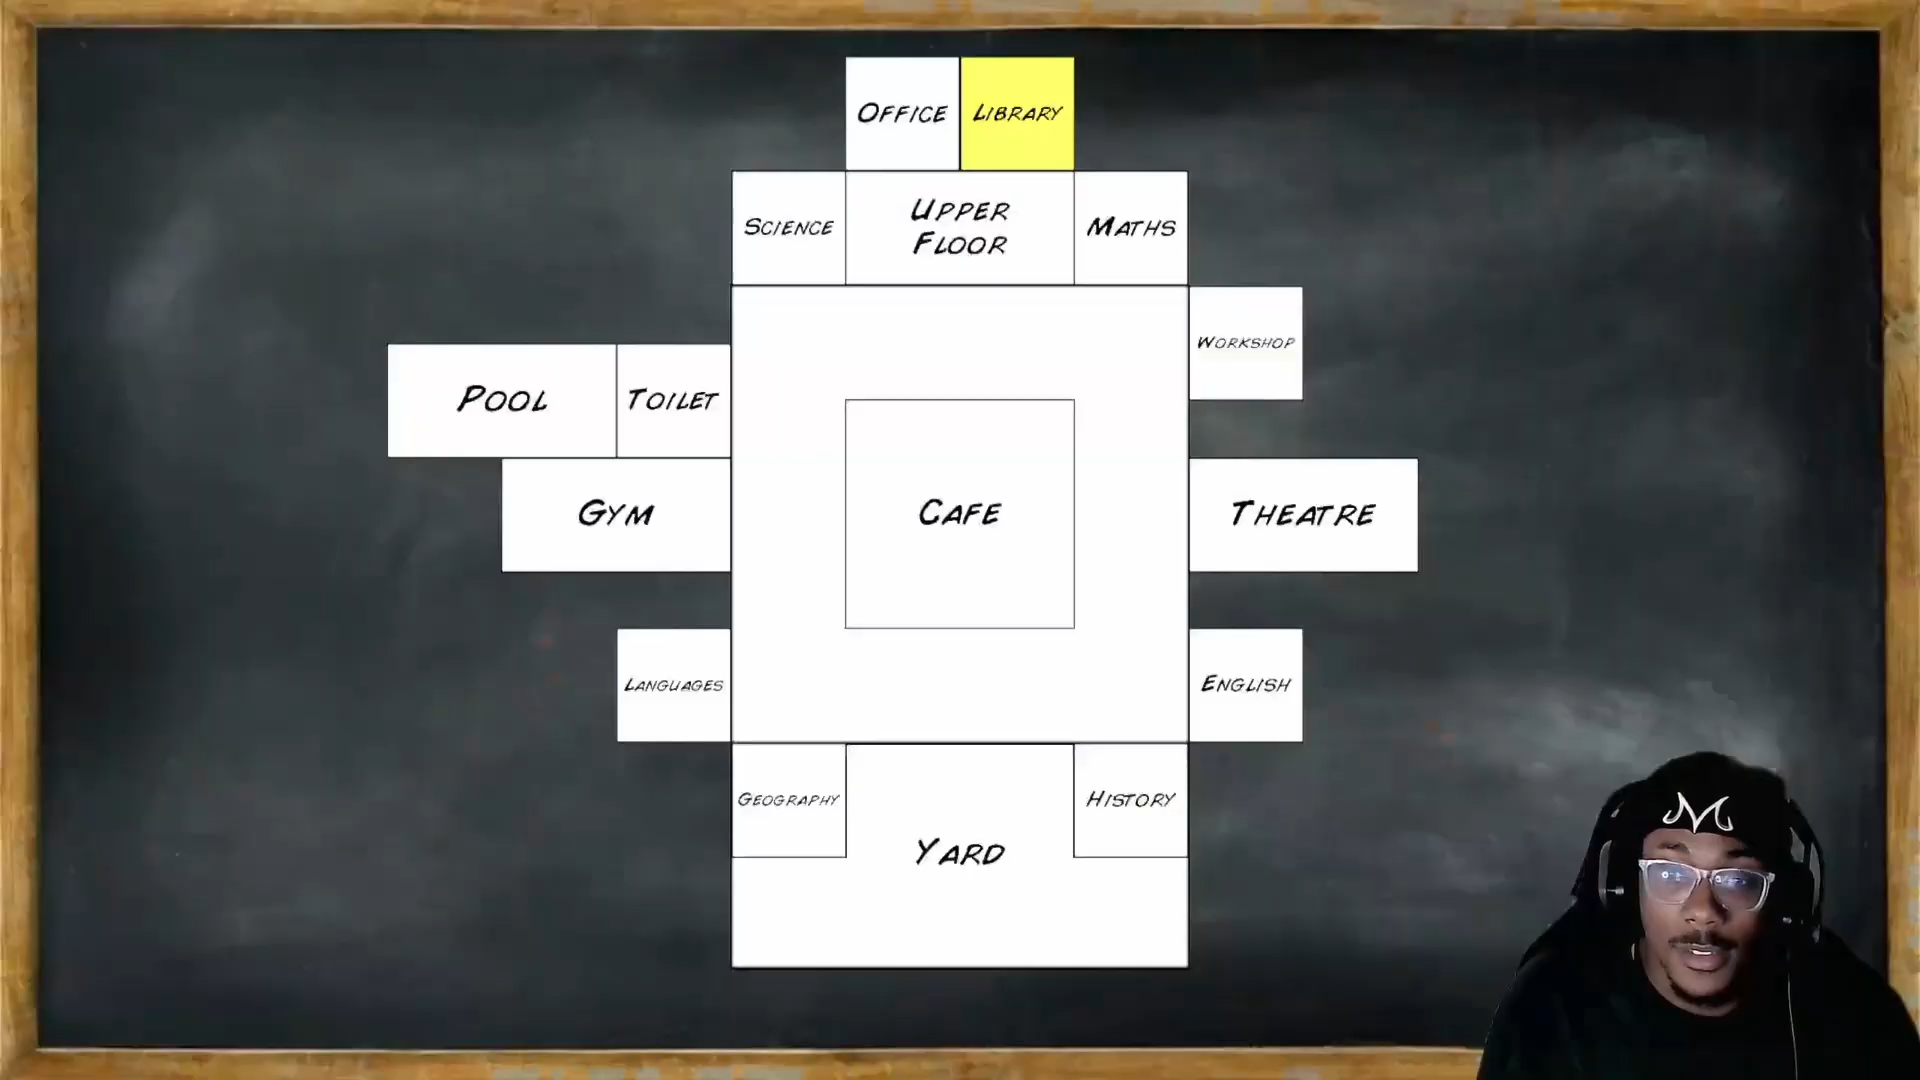 OFFICE
LIBRARY
SCIENCE
UPPER
FLOOR
MATHS
WORKSHOP
POOL
TOILET
GYM
CAFE
THEATRE
LANGUAGES
ENGLISH
GEOGRAPHY
HISTORY
YARD